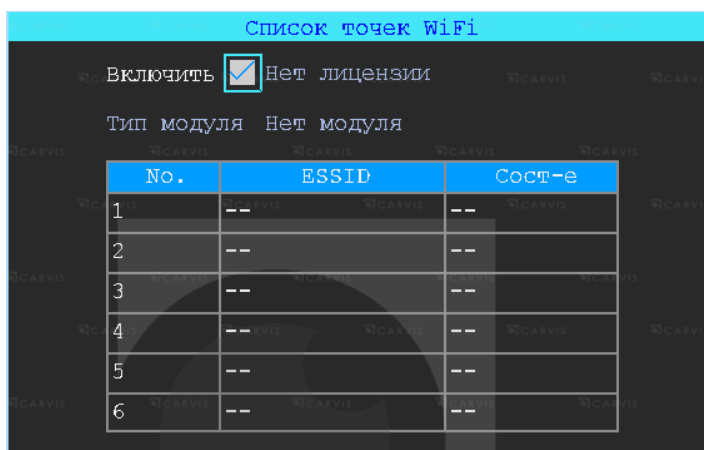 Список точек WiFi
Включить Нет лицензии
Тип модуля Нет модуля
No. ESSID Сост-е
1 -- --
2 -- --
3 -- --
4 -- --
5 -- --
6 -- --
CARVIS